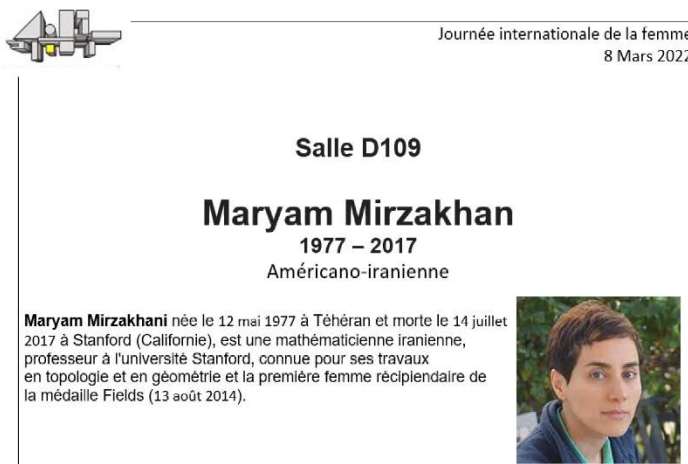 Journée internationale de la femme
8 Mars 2022
Salle D109
Maryam Mirzakhan
1977 – 2017
Américano-iranienne
Maryam Mirzakhani née le 12 mai 1977 à Téhéran et morte le 14 juillet
2017 à Stanford (Californie), est une mathématicienne iranienne,
professeur à l'université Stanford, connue pour ses travaux
en topologie et en géométrie et la première femme récipiendaire de
la médaille Fields (13 août 2014).